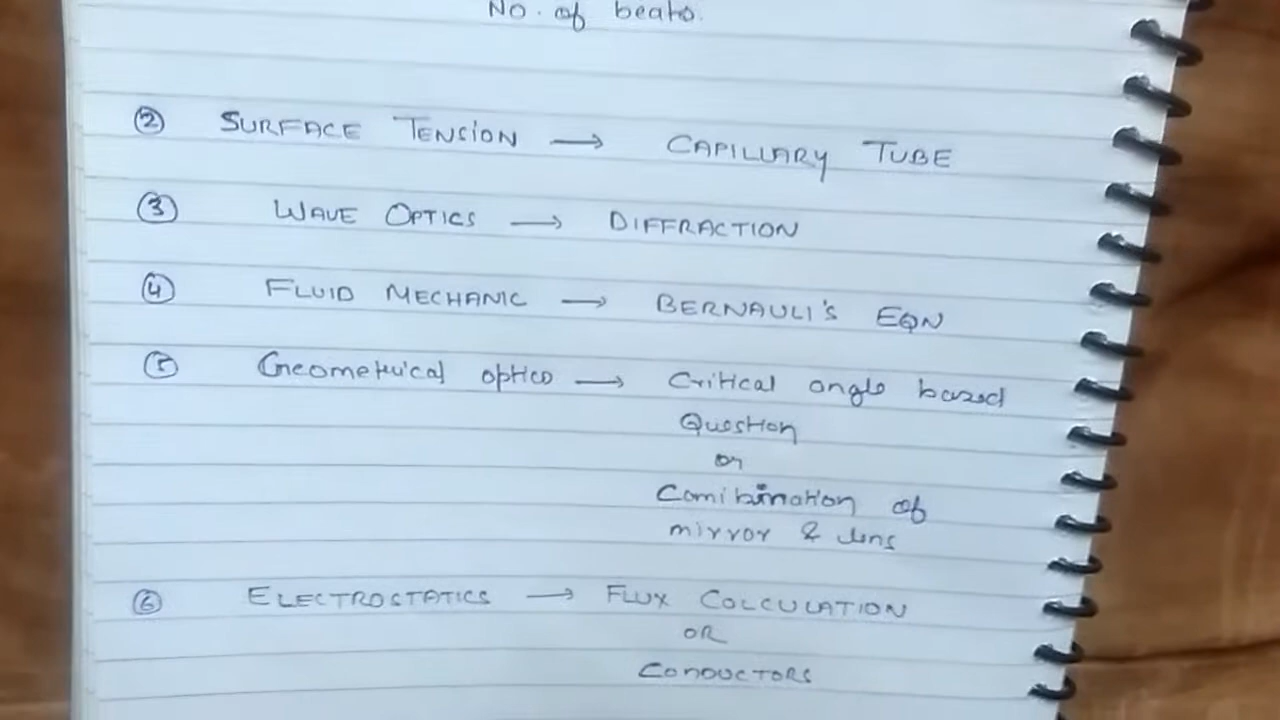 No. of beats.
② SURFACE TENSION → CAPILLARY TUBE
③ WAVE OPTICS → DIFFRACTION
④ FLUID MECHANIC → BERNAULI'S EQN
⑤ Geometrical optics → Critical angle based
Question
or
Comibination of
mirror & lens
⑥ ELECTROSTATICS → FLUX COLCULATION
OR
CONDUCTORS